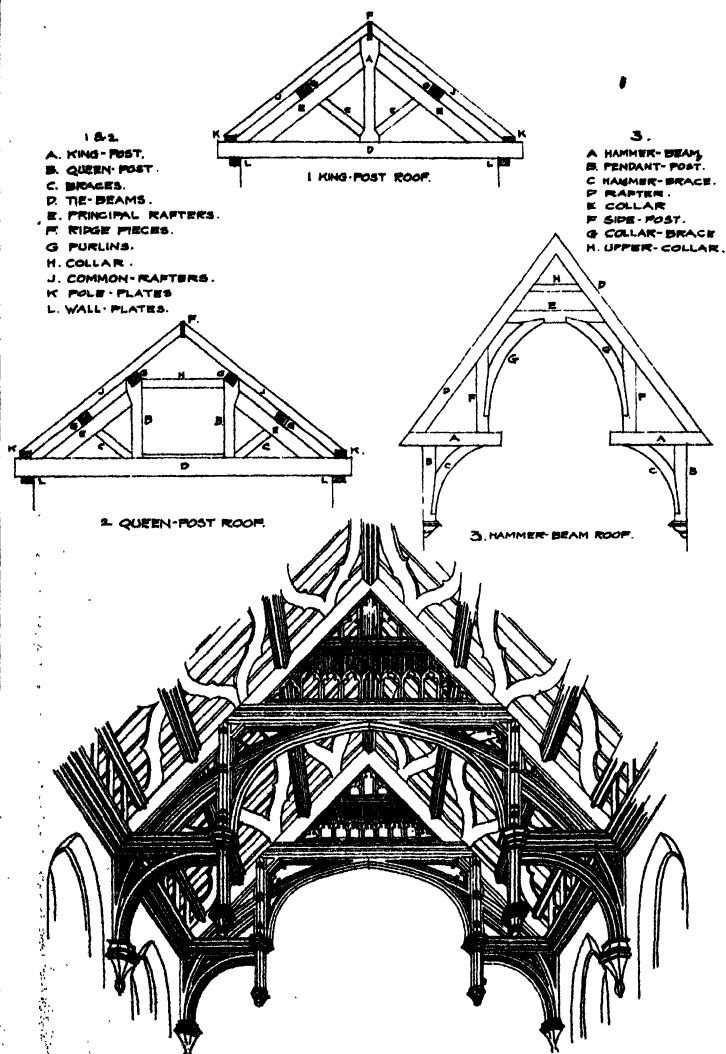 F
A
G
G
J
J
E
E
C
C
K
K
D
L
L
1 KING-POST ROOF.
1 & 2
A. KING-POST.
B. QUEEN-POST.
C. BRACES.
D. TIE-BEAMS.
E. PRINCIPAL RAFTERS.
F. RIDGE PIECES.
G PURLINS.
H. COLLAR.
J. COMMON-RAFTERS.
K POLE-PLATES
L. WALL-PLATES.
3.
A HAMMER-BEAM
B. PENDANT-POST.
C HAMMER-BRACE.
D RAFTER.
E COLLAR
F SIDE-POST.
G COLLAR-BRACE
H. UPPER-COLLAR.
F.
G
H
G
J
J
B
B
G
G
E
E
C
C
K
K.
D
L
L
2 QUEEN-POST ROOF.
H
D
E
G
G
D
F
F
A
A
B
C
C
B
3. HAMMER-BEAM ROOF.